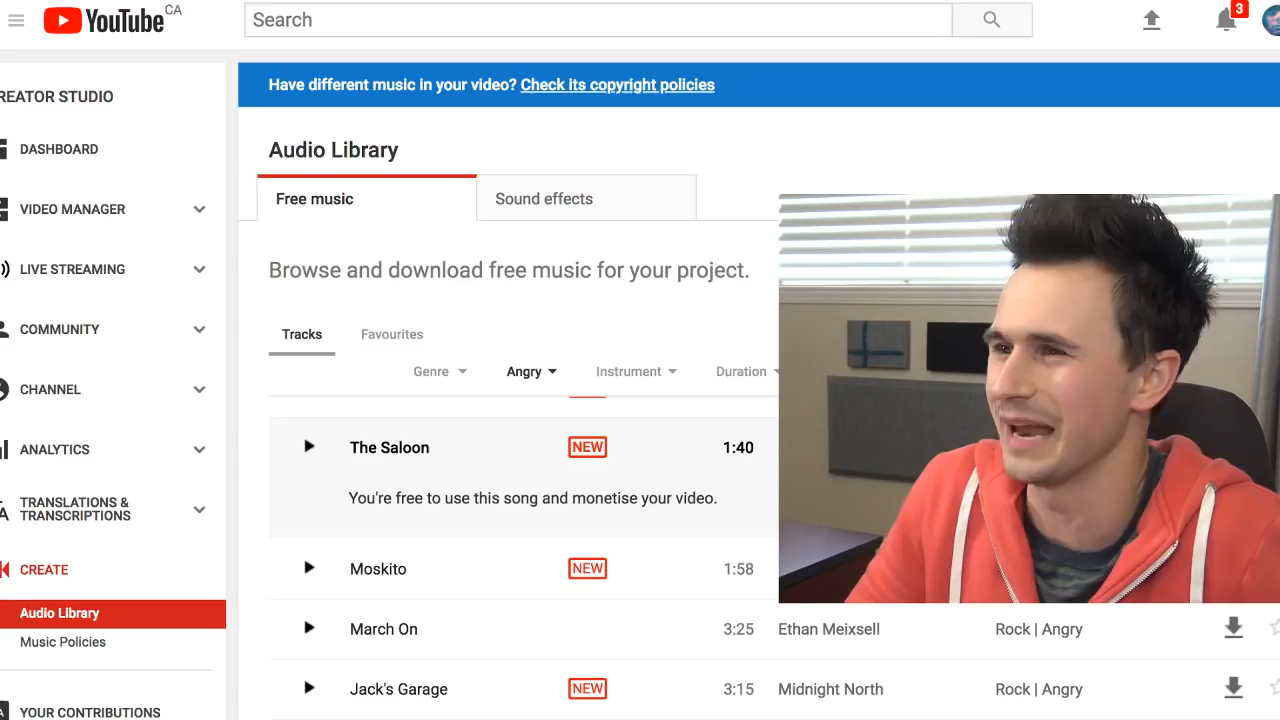 YouTube CA
Search
3
REATOR STUDIO
DASHBOARD
VIDEO MANAGER
LIVE STREAMING
COMMUNITY
CHANNEL
ANALYTICS
TRANSLATIONS &
TRANSCRIPTIONS
CREATE
Audio Library
Music Policies
YOUR CONTRIBUTIONS
Have different music in your video? Check its copyright policies
Audio Library
Free music Sound effects
Browse and download free music for your project.
Tracks Favourites
Genre Angry Instrument Duration
The Saloon NEW 1:40
You're free to use this song and monetise your video.
Moskito NEW 1:58
March On 3:25 Ethan Meixsell Rock | Angry
Jack's Garage NEW 3:15 Midnight North Rock | Angry